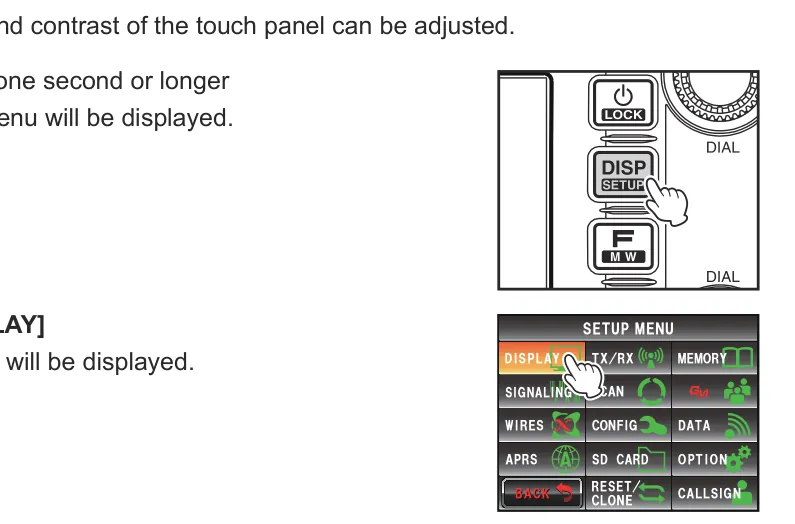 nd contrast of the touch panel can be adjusted.
one second or longer
enu will be displayed.
LOCK
DIAL
DISP
SETUP
F
M W
DIAL
LAY]
will be displayed.
SETUP MENU
DISPLAY TX/RX MEMORY
SIGNALING CAN GM
WIRES CONFIG DATA
APRS SD CARD OPTION
BACK RESET/CLONE CALLSIGN